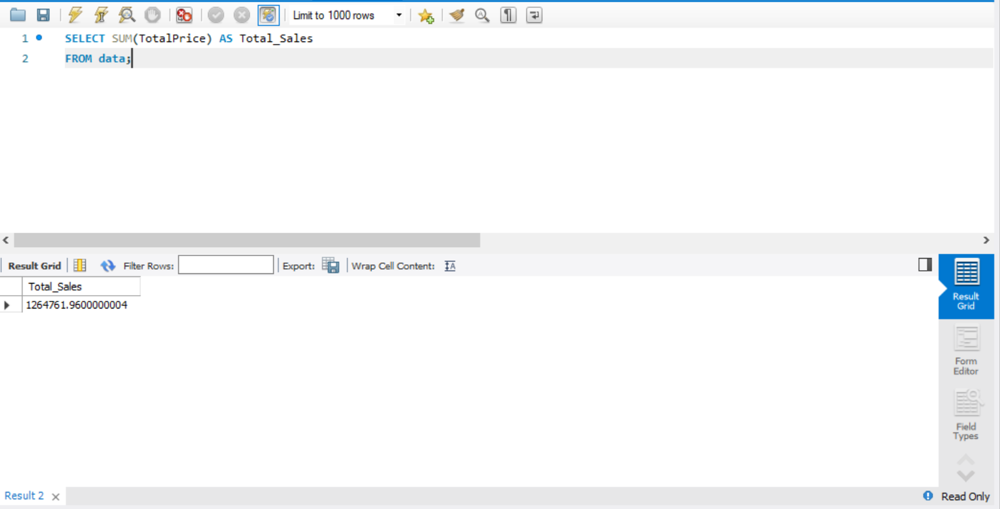 Limit to 1000 rows
1 SELECT SUM(TotalPrice) AS Total_Sales
2 FROM data;
Result Grid Filter Rows: Export: Wrap Cell Content: IA
Total_Sales
1264761.9600000004
Result
Grid
Form
Editor
Field
Types
Result 2 × Read Only